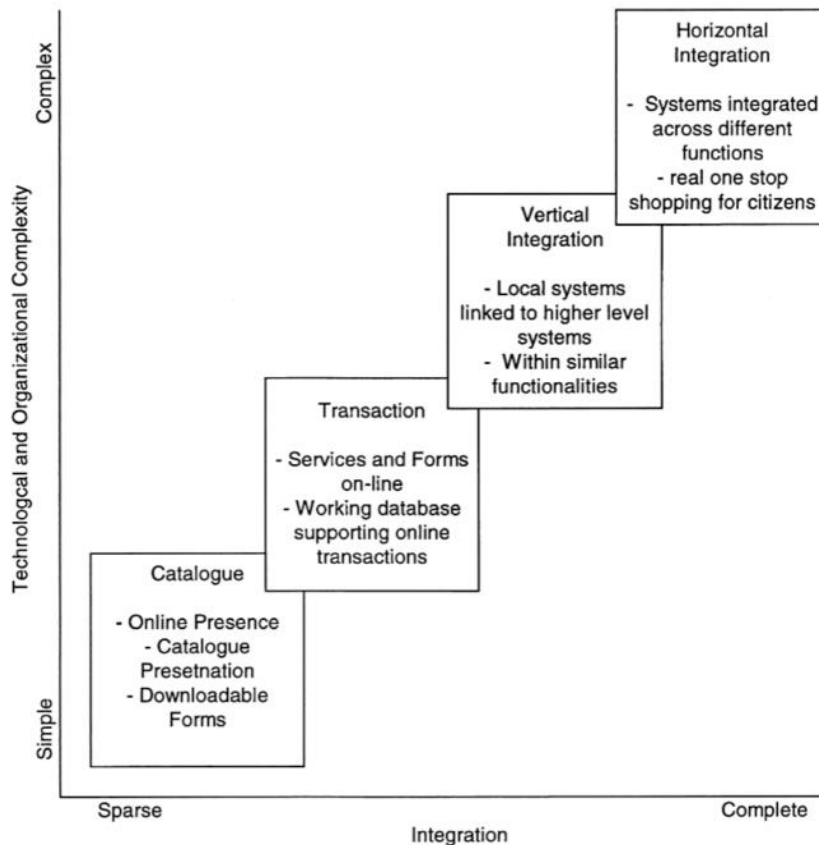 Complex
Technologcal and Organizational Complexity
Simple
Horizontal
Integration
- Systems integrated
across different
functions
- real one stop
shopping for citizens
Vertical
Integration
- Local systems
linked to higher level
systems
- Within similar
functionalities
Transaction
- Services and Forms
on-line
- Working database
supporting online
transactions
Catalogue
- Online Presence
- Catalogue
Presetnation
- Downloadable
Forms
Sparse
Complete
Integration